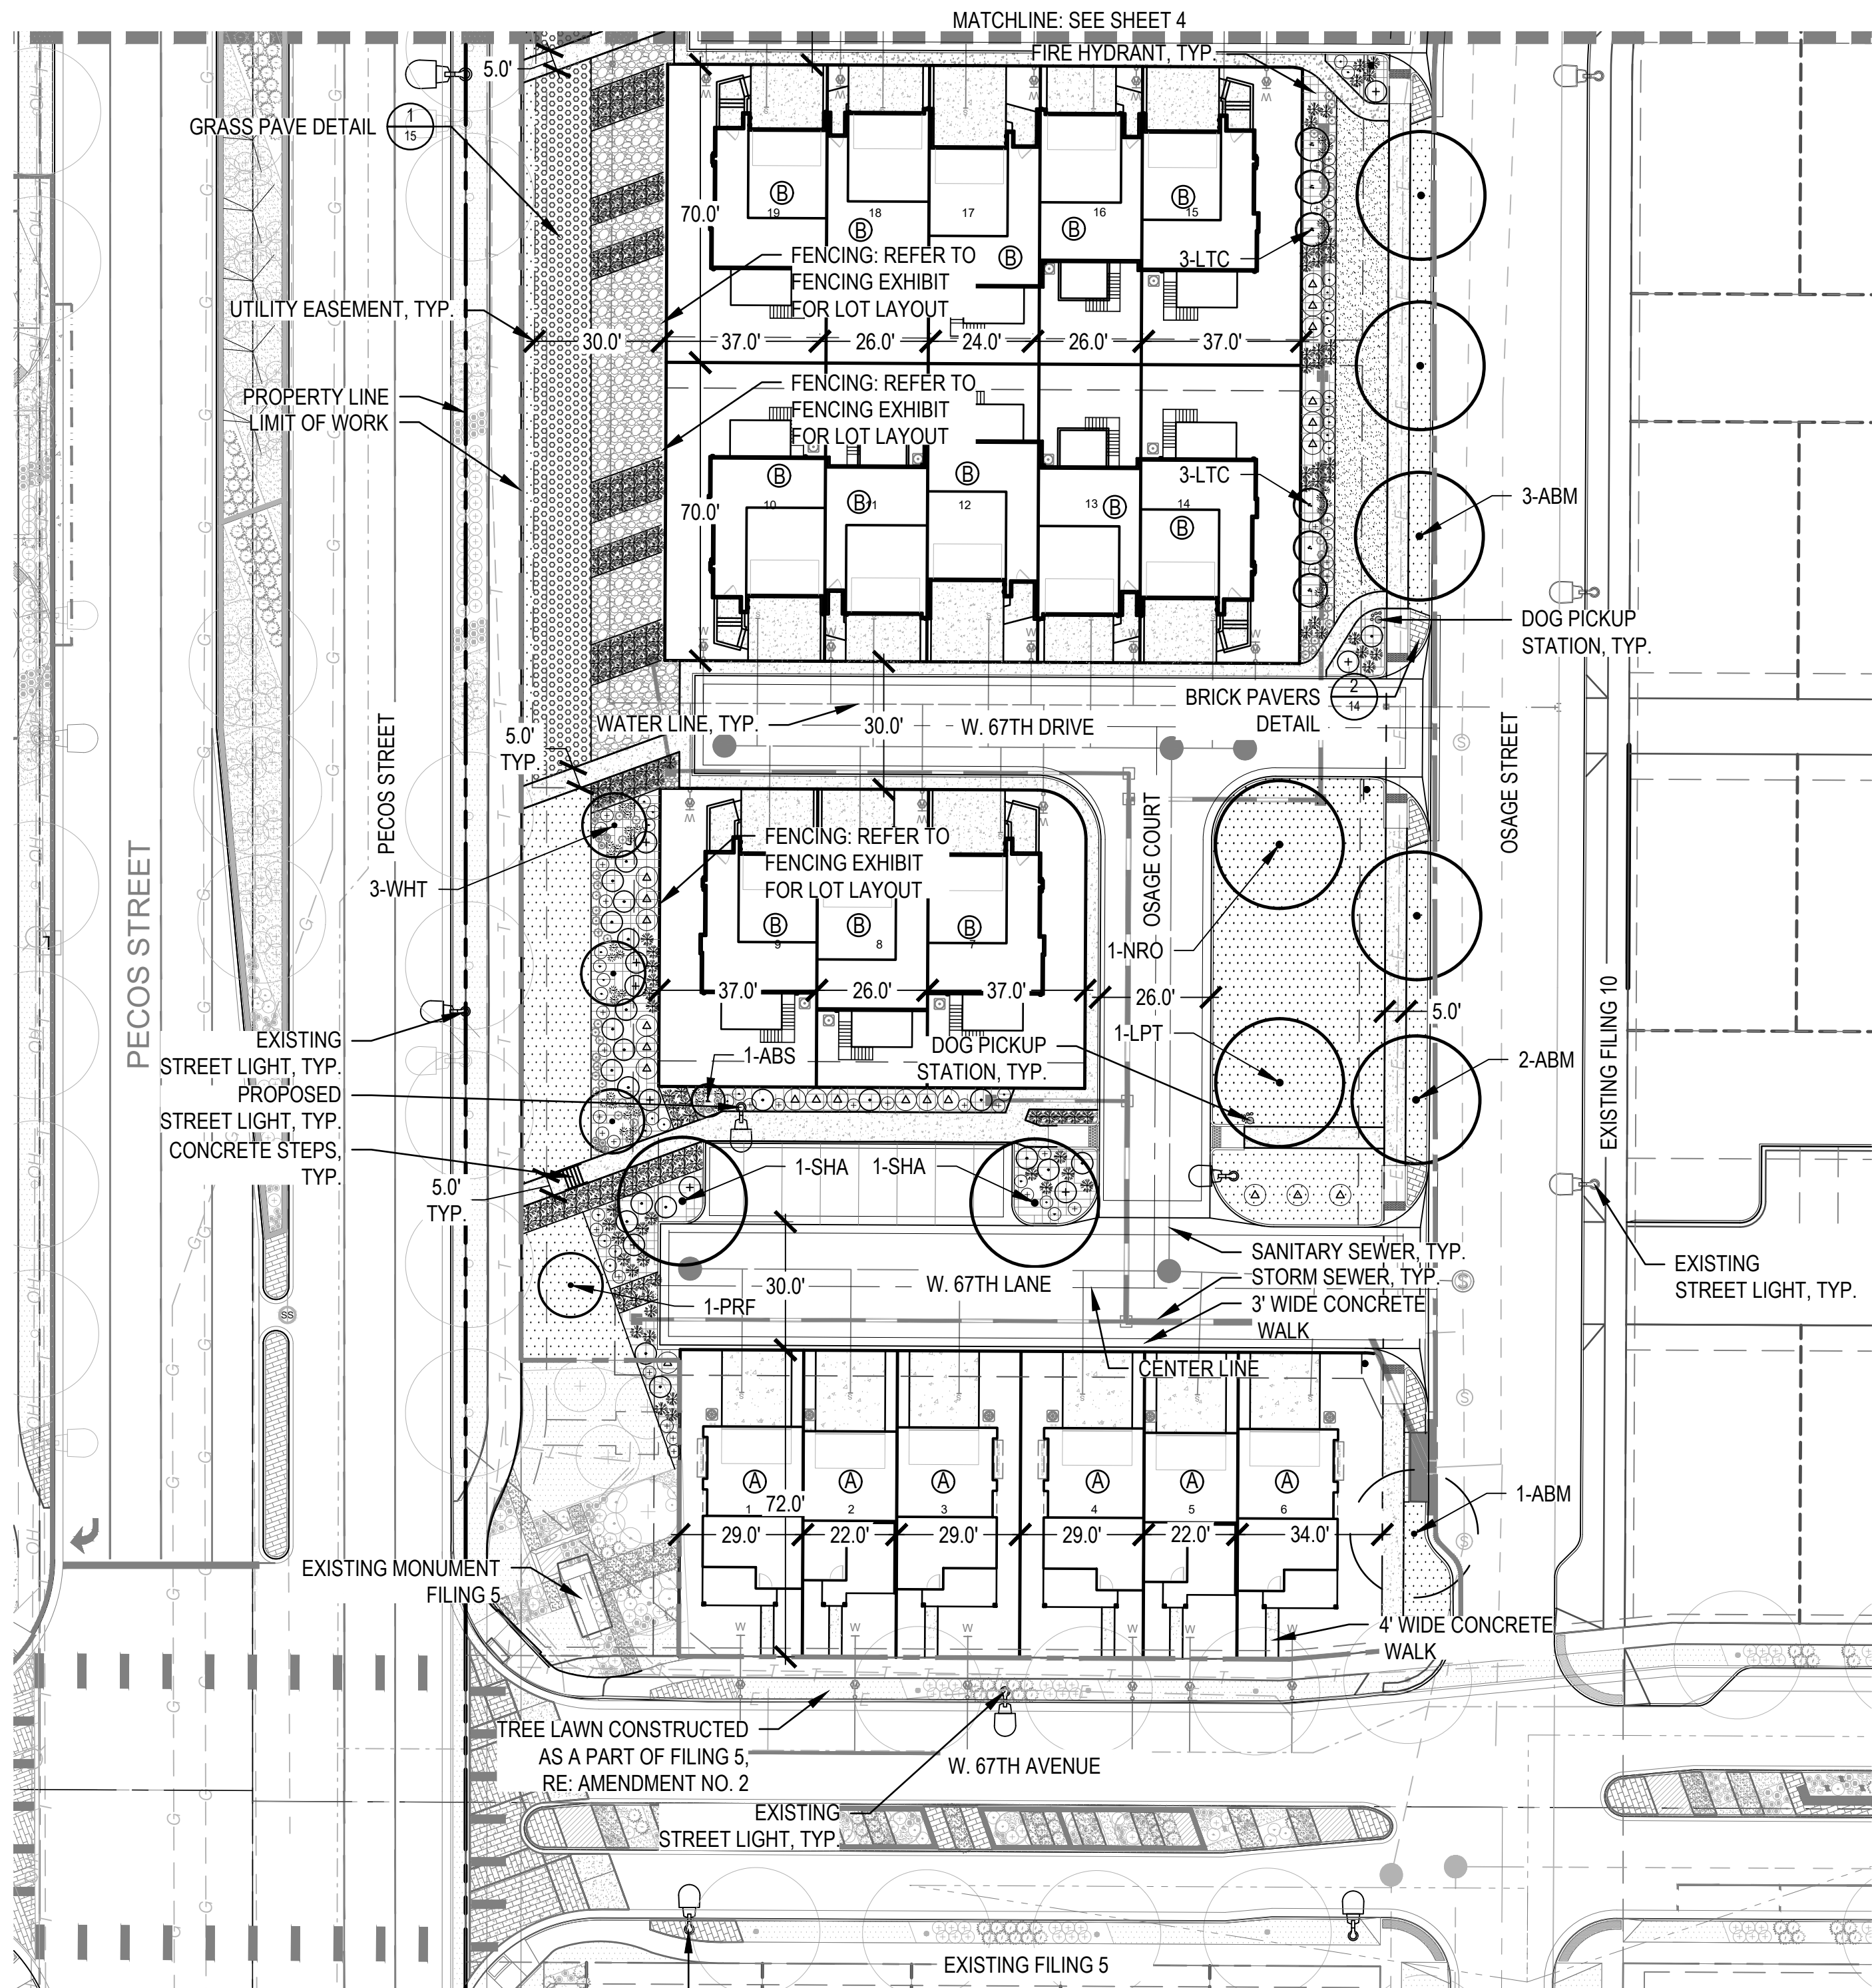 MATCHLINE: SEE SHEET 4
FIRE HYDRANT, TYP.
5.0'
GRASS PAVE DETAIL
1
15
B
19
B
18
17
B
16
B
B
15
70.0'
3-LTC
FENCING: REFER TO
FENCING EXHIBIT
FOR LOT LAYOUT
UTILITY EASEMENT, TYP.
30.0'
37.0'
26.0'
24.0'
26.0'
37.0'
FENCING: REFER TO
FENCING EXHIBIT
FOR LOT LAYOUT
PROPERTY LINE
LIMIT OF WORK
3-LTC
B
10
B
11
B
12
13
B
14
B
70.0'
3-ABM
DOG PICKUP
STATION, TYP.
BRICK PAVERS
DETAIL
2
14
WATER LINE, TYP.
30.0'
W. 67TH DRIVE
5.0'
TYP.
PECOS STREET
PECOS STREET
OSAGE STREET
OSAGE COURT
FENCING: REFER TO
FENCING EXHIBIT
FOR LOT LAYOUT
3-WHT
B
9
B
8
B
7
1-NRO
37.0'
26.0'
37.0'
26.0'
5.0'
EXISTING FILING 10
EXISTING
STREET LIGHT, TYP.
1-ABS
DOG PICKUP
STATION, TYP.
1-LPT
2-ABM
PROPOSED
STREET LIGHT, TYP.
CONCRETE STEPS,
TYP.
5.0'
TYP.
1-SHA
1-SHA
SANITARY SEWER, TYP.
STORM SEWER, TYP.
3' WIDE CONCRETE
WALK
EXISTING
STREET LIGHT, TYP.
30.0'
W. 67TH LANE
1-PRF
SS
CENTER LINE
A
1
A
2
A
3
A
4
A
5
A
6
72.0'
1-ABM
29.0'
22.0'
29.0'
29.0'
22.0'
34.0'
EXISTING MONUMENT
FILING 5
4' WIDE CONCRETE
WALK
TREE LAWN CONSTRUCTED
AS A PART OF FILING 5,
RE: AMENDMENT NO. 2
W. 67TH AVENUE
EXISTING
STREET LIGHT, TYP.
EXISTING FILING 5